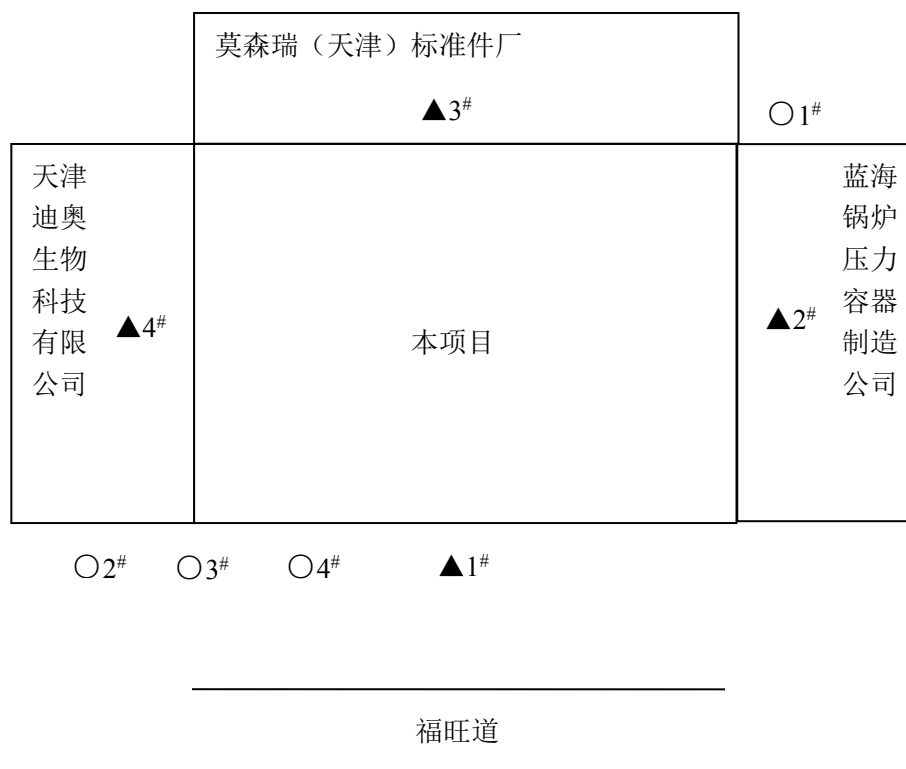 莫森瑞（天津）标准件厂
▲3#
○1#
天津
迪奥
生物
科技
有限
公司
▲4#
本项目
▲2#
蓝海
锅炉
压力
容器
制造
公司
○2#
○3#
○4#
▲1#
福旺道